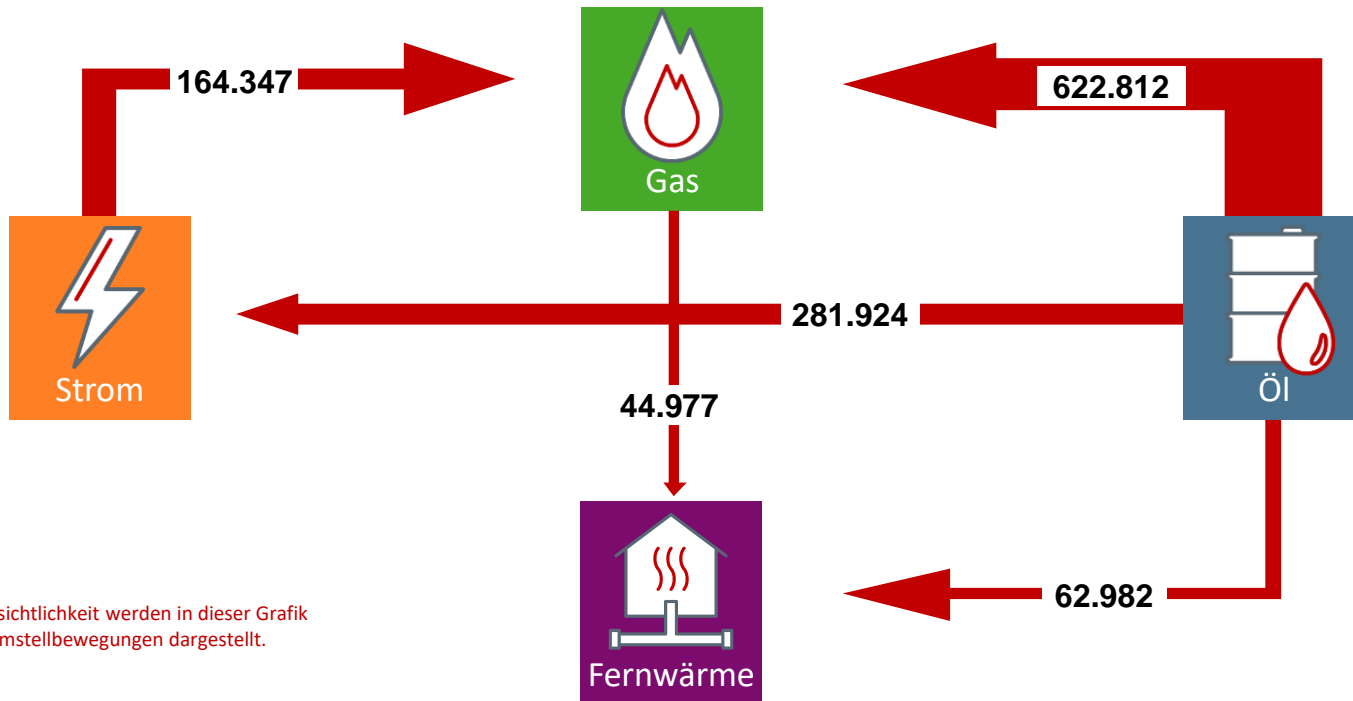 164.347
622.812
Gas
281.924
Strom
Öl
44.977
62.982
sichtlichkeit werden in dieser Grafik
mstellbewegungen dargestellt.
Fernwärme